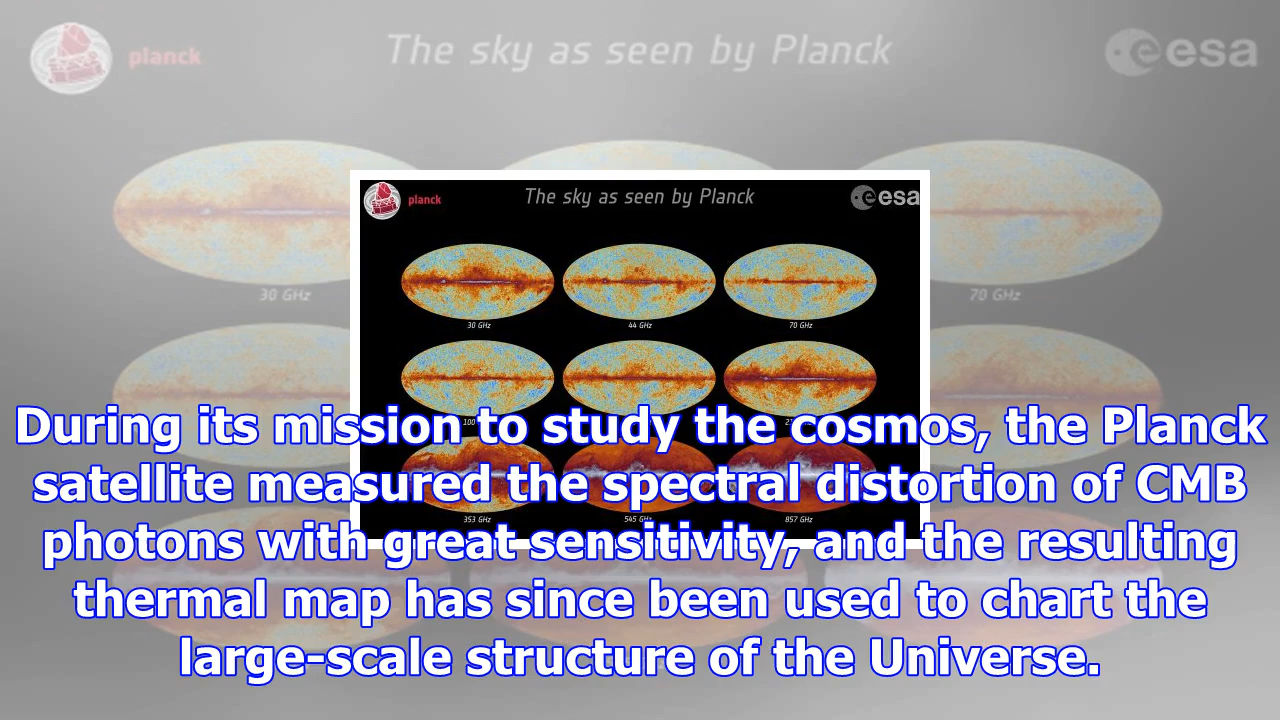 planck
The sky as seen by Planck
esa
planck
The sky as seen by Planck
esa
30 GHz
70 GHz
30 GHz
44 GHz
70 GHz
During its mission to study the cosmos, the Planck
satellite measured the spectral distortion of CMB
photons with great sensitivity, and the resulting
thermal map has since been used to chart the
large-scale structure of the Universe.
353 GHz
545 GHz
857 GHz